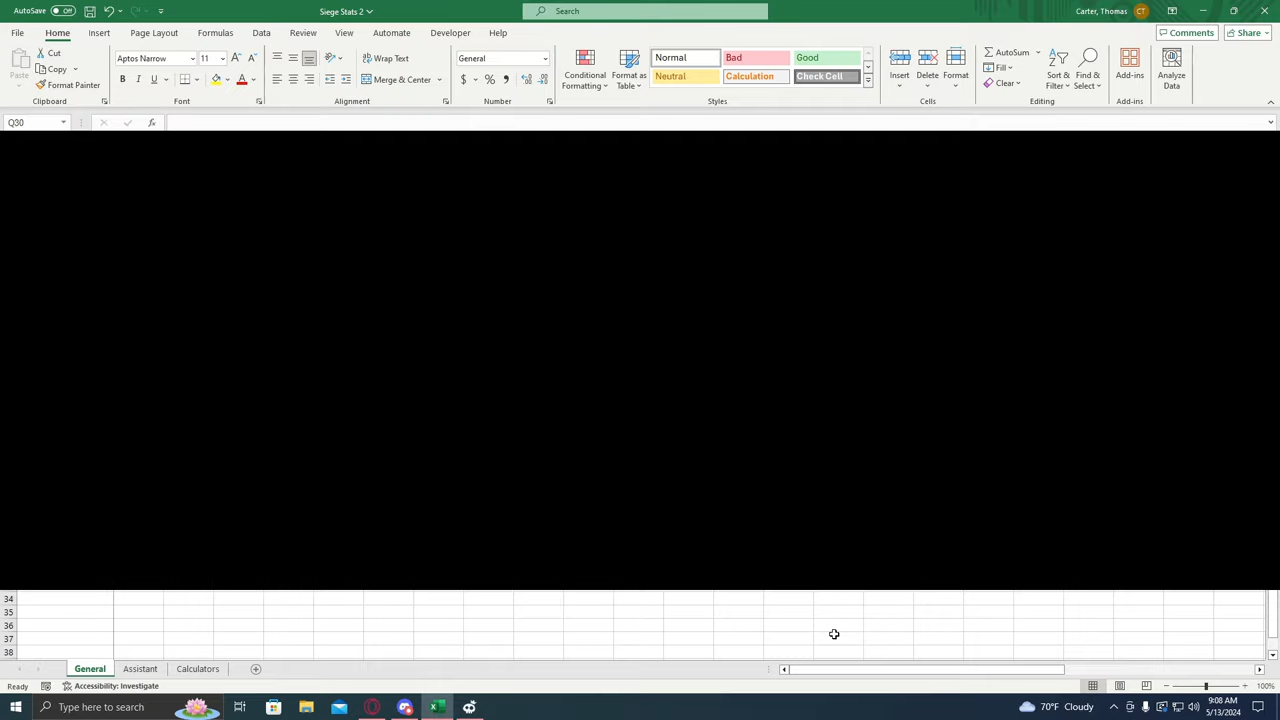 AutoSave Off Siege Stats 2 Search Carter, Thomas CT
File Home Insert Page Layout Formulas Data Review View Automate Developer Help Comments Share
Paste Cut Copy Format Painter Clipboard
Aptos Narrow 11 A A B I U A Font
Wrap Text Merge & Center Alignment
General $ % , Number
Conditional Formatting Format as Table Normal Bad Good Neutral Calculation Check Cell Styles
Insert Delete Format Cells
AutoSum Fill Clear Sort & Filter Find & Select Editing
Add-ins Add-ins
Analyze Data
Q30 fx
34
35
36
37
38
General Assistant Calculators
Ready Accessibility: Investigate 100%
Type here to search 70°F Cloudy 9:08 AM
5/13/2024